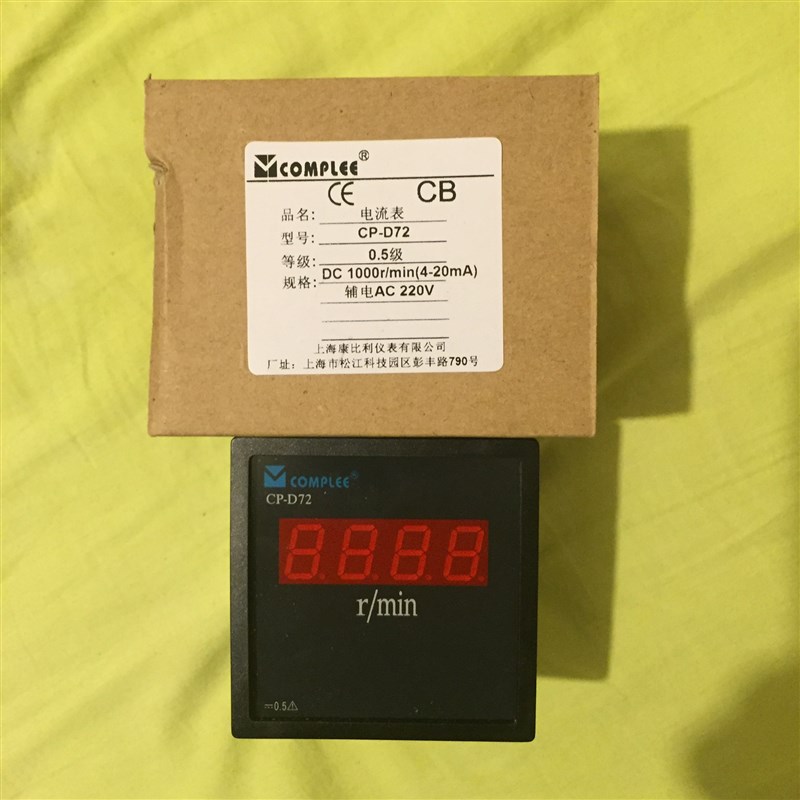 COMPLEE®
CE CB
品名: 电流表
型号: CP-D72
等级: 0.5级
规格: DC 1000r/min(4-20mA)
辅电AC 220V
上海康比利仪表有限公司
厂址: 上海市松江科技园区彭丰路790号
COMPLEE®
CP-D72
8.8.8.8.
r/min
⎓0.5⚠